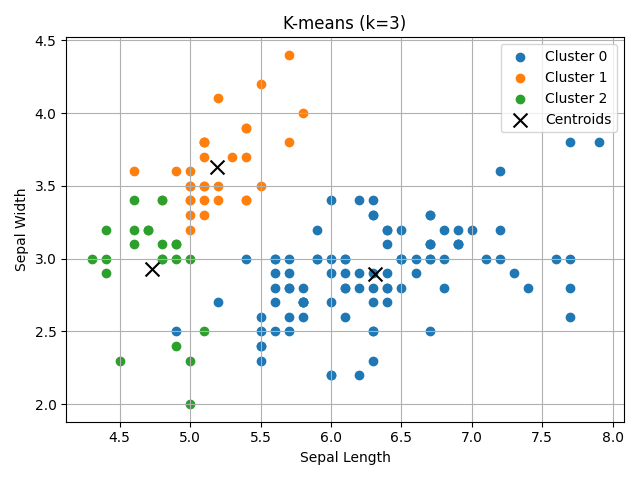 K-means (k=3)
Cluster 0
Cluster 1
Cluster 2
Centroids
Sepal Width
4.5
4.0
3.5
3.0
2.5
2.0
4.5 5.0 5.5 6.0 6.5 7.0 7.5 8.0
Sepal Length